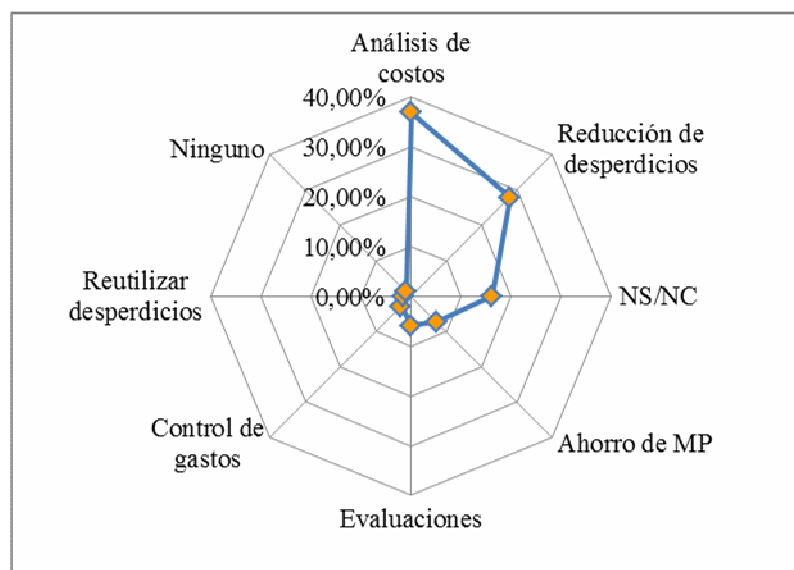 Análisis de
costos
40,00%
30,00%
20,00%
10,00%
0,00%
Reducción de
desperdicios
NS/NC
Ahorro de MP
Evaluaciones
Control de
gastos
Reutilizar
desperdicios
Ninguno